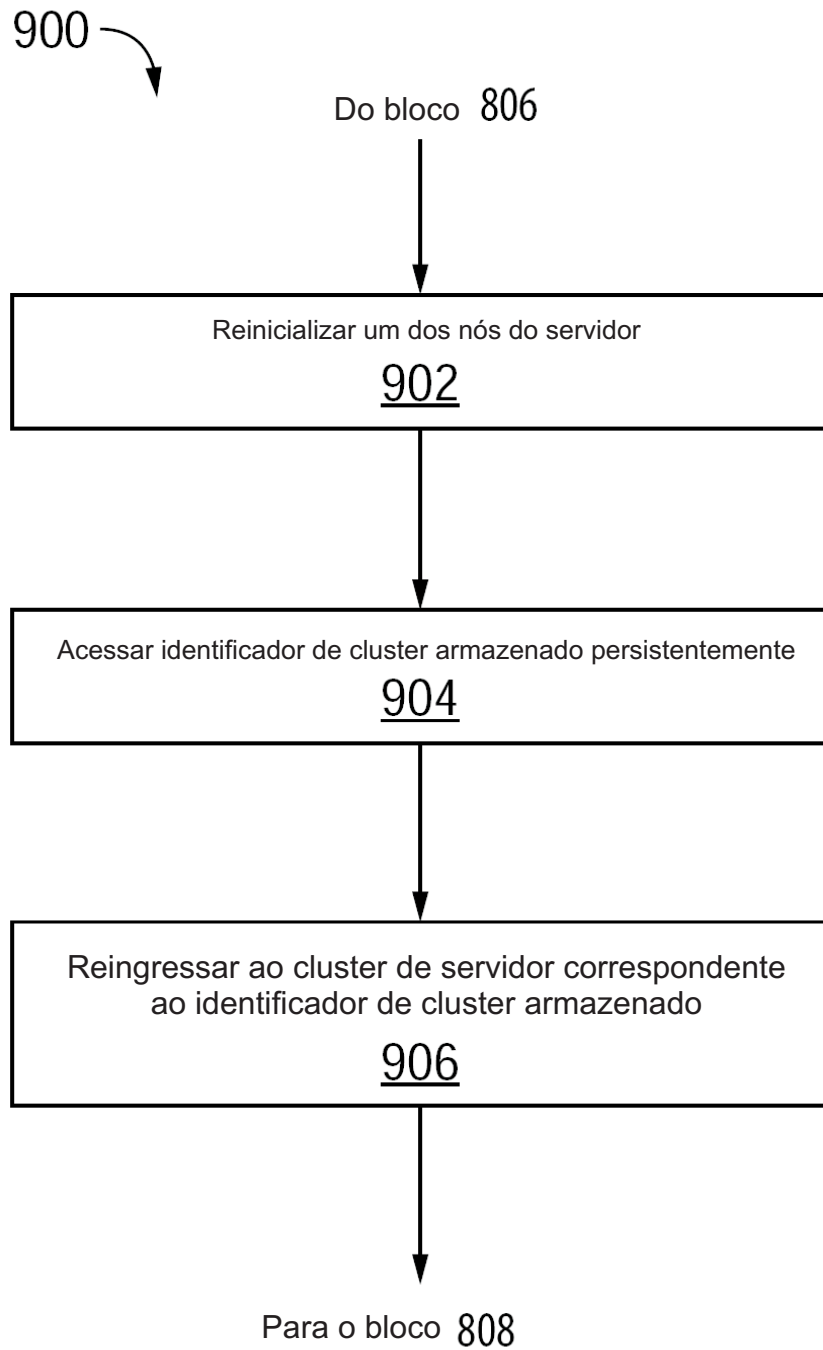 900
Do bloco 806
Reinicializar um dos nós do servidor
902
Acessar identificador de cluster armazenado persistentemente
904
Reingressar ao cluster de servidor correspondente
ao identificador de cluster armazenado
906
Para o bloco 808